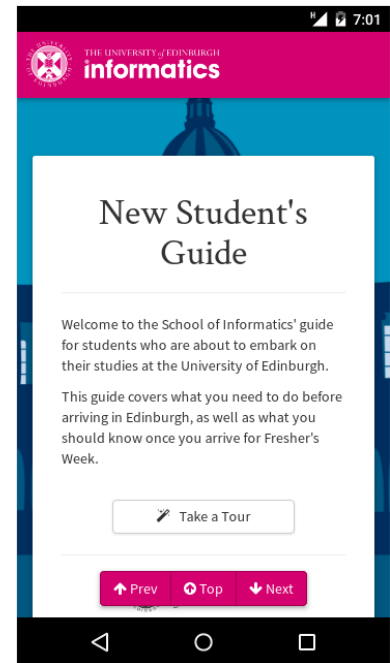 H 7:01
THE UNIVERSITY of EDINBURGH
informatics
New Student's
Guide
Welcome to the School of Informatics' guide
for students who are about to embark on
their studies at the University of Edinburgh.
This guide covers what you need to do before
arriving in Edinburgh, as well as what you
should know once you arrive for Fresher's
Week.
Take a Tour
Prev Top Next